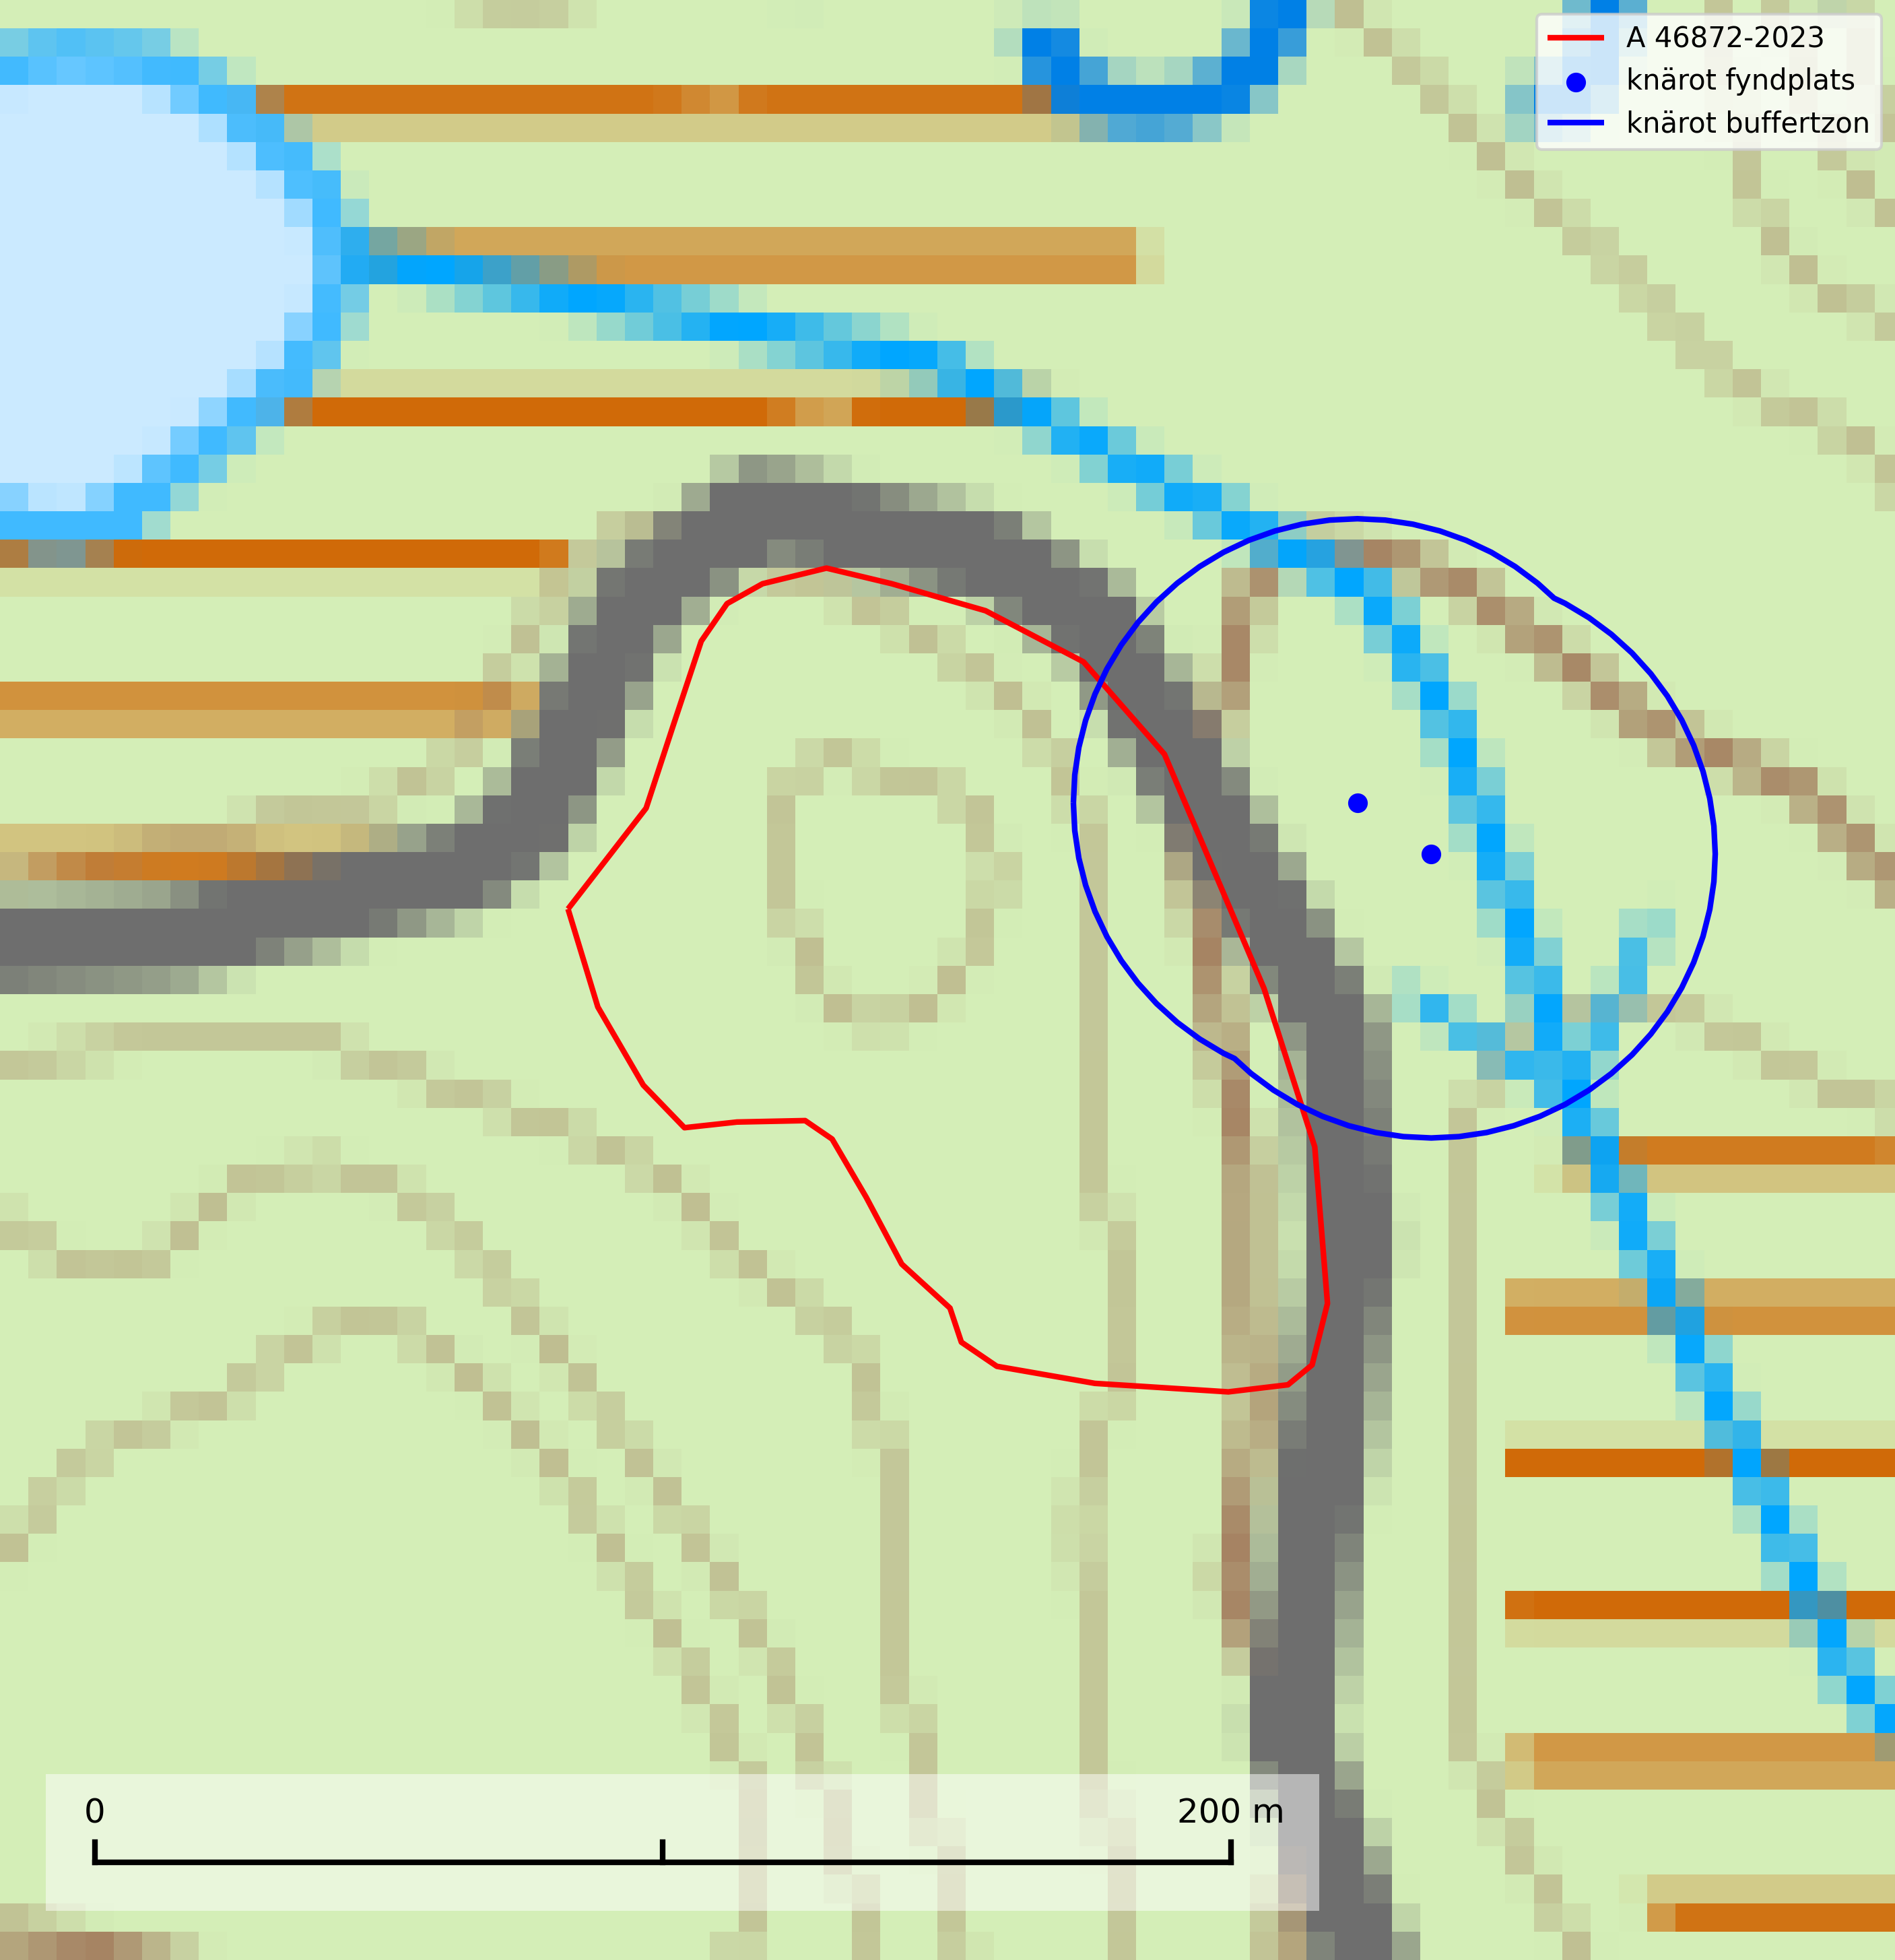 A 46872-2023
knärot fyndplats
knärot buffertzon
0
200 m